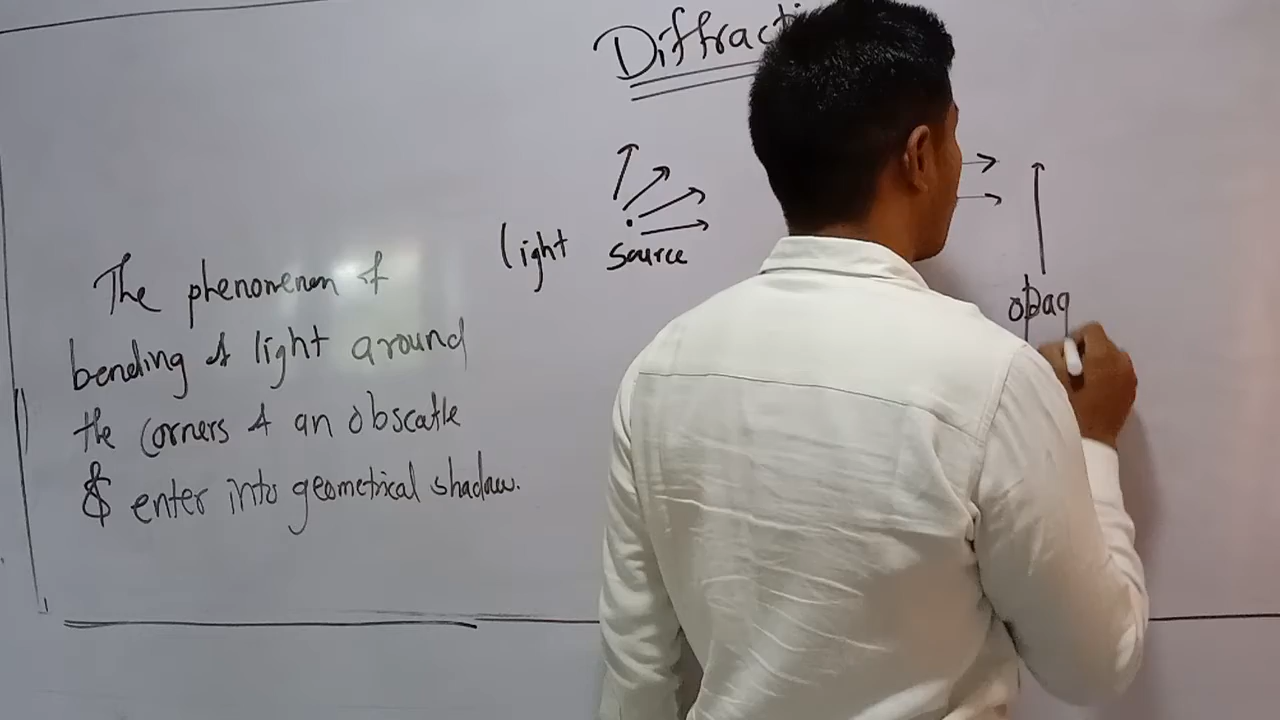 Diffracti
light source
opaq
The phenomenon of
bending of light around
the corners of an obscatle
& enter into geometrical shadow.